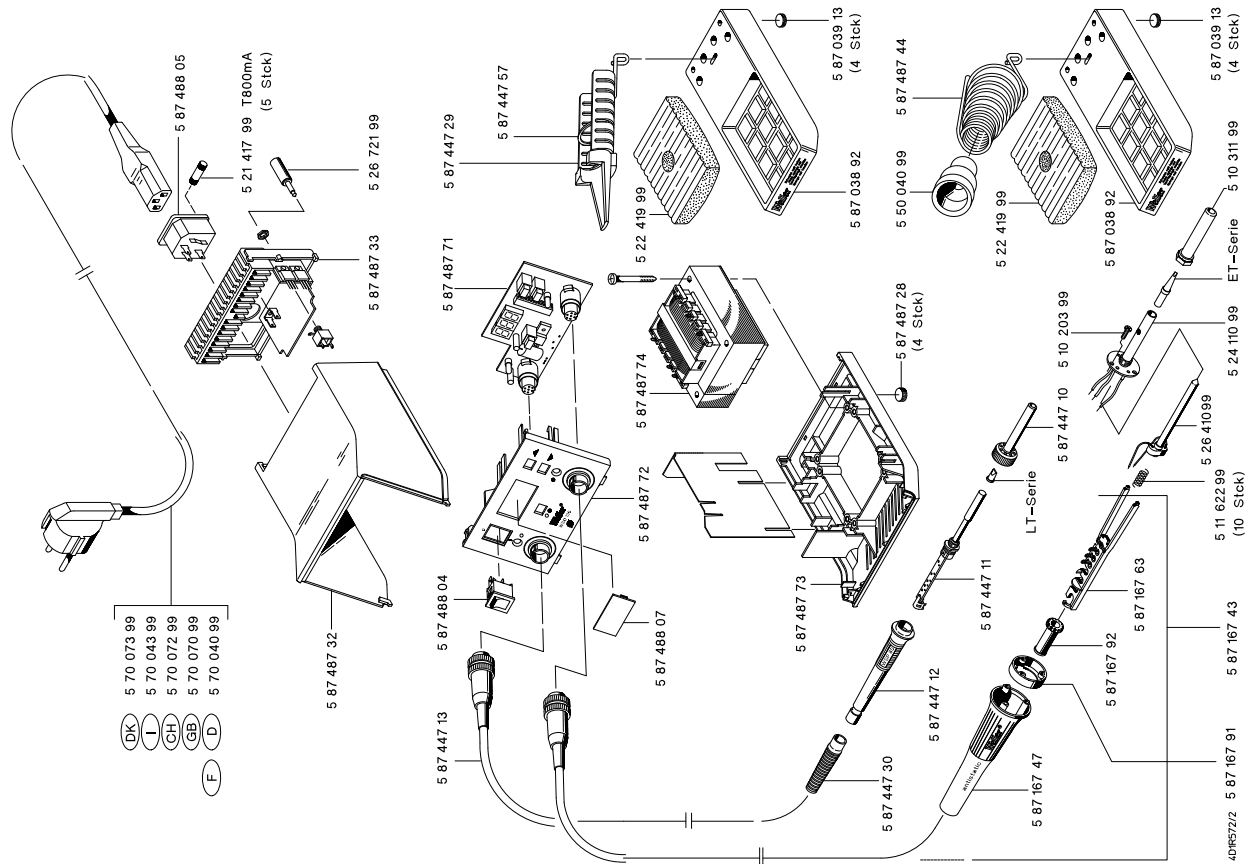 DK 5 70 073 99
I 5 70 043 99
CH 5 70 072 99
GB 5 70 070 99
F D 5 70 040 99
5 87 488 05
5 21 417 99 T800mA
(5 Stck)
5 26 721 99
5 87 487 33
5 87 487 32
5 87 447 57
5 87 447 29
5 87 487 71
5 22 419 99
5 87 038 92
5 87 039 13
(4 Stck)
5 87 487 74
5 87 487 28
(4 Stck)
5 87 487 72
5 87 488 04
5 87 488 07
5 87 487 73
5 87 487 44
5 50 040 99
5 22 419 99
5 87 038 92
5 87 039 13
(4 Stck)
5 87 447 13
5 87 447 30
5 87 447 12
5 87 447 11
LT-Serie
5 87 447 10
5 10 203 99
5 24 110 99
ET-Serie
5 10 311 99
5 26 410 99
5 11 622 99
(10 Stck)
5 87 167 63
5 87 167 92
5 87 167 43
5 87 167 91
5 87 167 47
antistatic
Weller
Weller
Weller
Weller
4D1R572/2